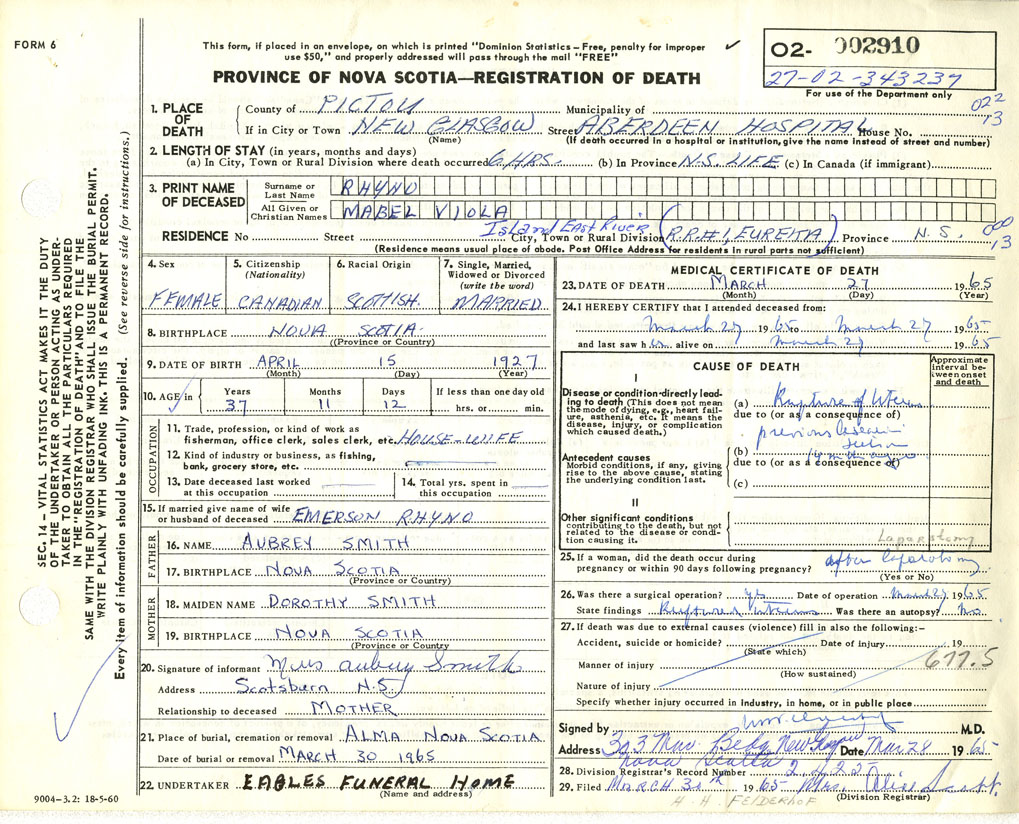 FORM 6
This form, if placed in an envelope, on which is printed "Dominion Statistics – Free, penalty for improper
use $50," and properly addressed will pass through the mail "FREE"
PROVINCE OF NOVA SCOTIA—REGISTRATION OF DEATH
02- 002910
27-02-343237
For use of the Department only
022
13
1. PLACE OF DEATH
County of PICTOU Municipality of
If in City or Town NEW GLASGOW Street ABERDEEN HOSPITAL House No.
(Name) (If death occurred in a hospital or institution, give the name instead of street and number)
2. LENGTH OF STAY (in years, months and days)
(a) In City, Town or Rural Division where death occurred 6 HRS. (b) In Province N.S. LIFE (c) In Canada (if immigrant)
3. PRINT NAME OF DECEASED
Surname or Last Name RHYNO
All Given or Christian Names MABEL VIOLA
Island East River
RESIDENCE No Street City, Town or Rural Division (R.R.#1, EUREKA) Province N.S.
000
13
(Residence means usual place of abode. Post Office Address for residents in rural parts not sufficient)
4. Sex
FEMALE
5. Citizenship
(Nationality)
CANADIAN
6. Racial Origin
SCOTTISH.
7. Single, Married, Widowed or Divorced
(write the word)
MARRIED.
8. BIRTHPLACE NOVA SCOTIA.
(Province or Country)
9. DATE OF BIRTH APRIL 15 1927
(Month) (Day) (Year)
10. AGE in Years Months Days If less than one day old
37 11 12 hrs. or min.
OCCUPATION
11. Trade, profession, or kind of work as
fisherman, office clerk, sales clerk, etc. HOUSE-WIFE
12. Kind of industry or business, as fishing,
bank, grocery store, etc.
13. Date deceased last worked
at this occupation
14. Total yrs. spent in
this occupation
15. If married give name of wife
or husband of deceased EMERSON RHYNO
FATHER
16. NAME AUBREY SMITH
17. BIRTHPLACE NOVA SCOTIA
(Province or Country)
MOTHER
18. MAIDEN NAME DOROTHY SMITH
19. BIRTHPLACE NOVA SCOTIA
(Province or Country)
20. Signature of informant Mrs Aubrey Smith
Address Scotsburn N.S.
Relationship to deceased MOTHER
21. Place of burial, cremation or removal ALMA NOVA SCOTIA
Date of burial or removal MARCH 30 1965
22. UNDERTAKER EAGLES FUNERAL HOME
(Name and address)
MEDICAL CERTIFICATE OF DEATH
23. DATE OF DEATH MARCH 27 1965
(Month) (Day) (Year)
24. I HEREBY CERTIFY that I attended deceased from:
March 27 1965 to March 27 1965
and last saw her alive on March 27 1965
CAUSE OF DEATH
Approximate interval between onset and death
I
Disease or condition directly leading to death (This does not mean
the mode of dying, e.g., heart failure, asthenia, etc. It means the
disease, injury, or complication
which caused death.)
(a) Rupture of Uterus
due to (or as a consequence of)
previous Cesarian
Section
(b)
due to (or as a consequence of)
(c)
Antecedent causes
Morbid conditions, if any, giving
rise to the above cause, stating
the underlying condition last.
II
Other significant conditions
contributing to the death, but not
related to the disease or condition causing it.
Laparotomy
25. If a woman, did the death occur during
pregnancy or within 90 days following pregnancy? after laparotomy
(Yes or No)
26. Was there a surgical operation? yes Date of operation March 27 1965
State findings Ruptured Uterus Was there an autopsy? No
27. If death was due to external causes (violence) fill in also the following:–
Accident, suicide or homicide? Date of injury 19
(State which)
Manner of injury
677.5
(How sustained)
Nature of injury
Specify whether injury occurred in industry, in home, or in public place
Signed by M.D.
Address New Glasgow Date Mar 28 1965
Nova Scotia
28. Division Registrar's Record Number
29. Filed MARCH 31th 1965 Mrs. Alice Scott.
(Division Registrar)
H. H. FELDERHOF
SEC. 14 – VITAL STATISTICS ACT MAKES IT THE DUTY
OF THE UNDERTAKER OR PERSON ACTING AS UNDERTAKER TO OBTAIN ALL THE PARTICULARS REQUIRED
IN THE "REGISTRATION OF DEATH" AND TO FILE THE
SAME WITH THE DIVISION REGISTRAR WHO SHALL ISSUE THE BURIAL PERMIT.
WRITE PLAINLY WITH UNFADING INK. THIS IS A PERMANENT RECORD.
Every item of information should be carefully supplied. (See reverse side for instructions.)
9004-3.2: 18-5-60